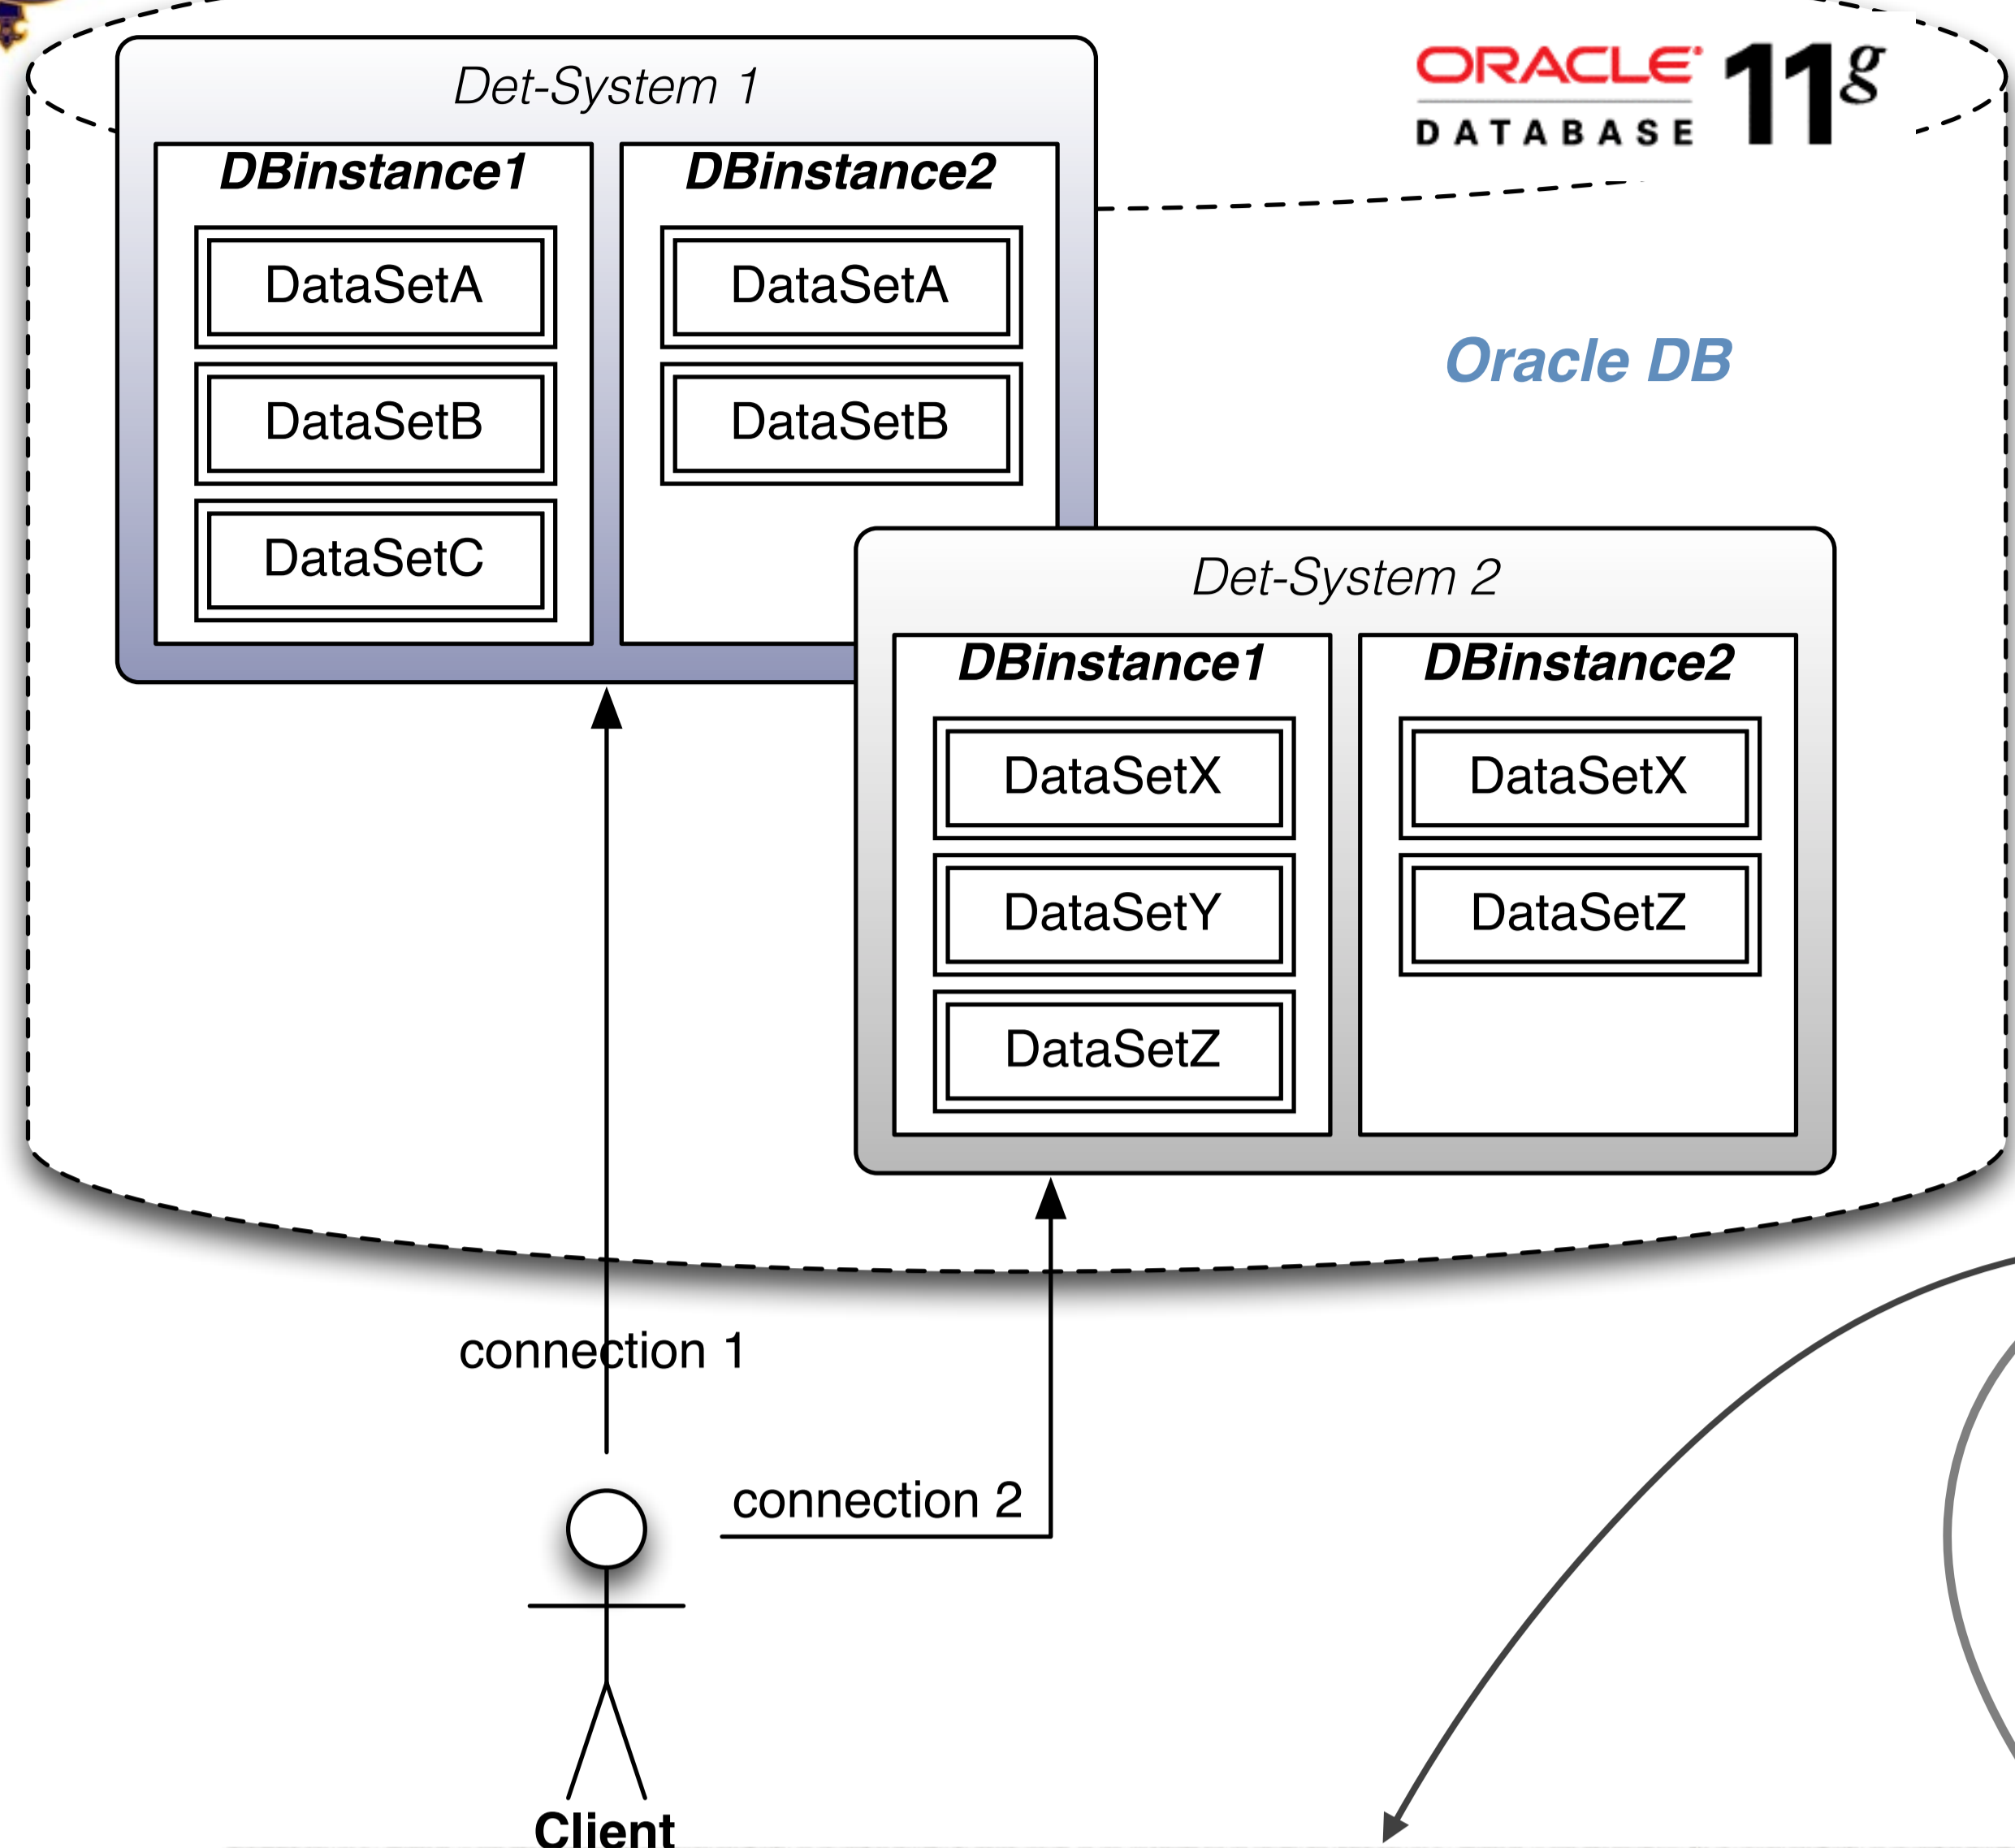 Det-System 1
ORACLE 11g
DATABASE
DBinstance1
DBinstance2
DataSetA
DataSetA
DataSetB
DataSetB
DataSetC
Oracle DB
Det-System 2
DBinstance1
DBinstance2
DataSetX
DataSetX
DataSetY
DataSetZ
DataSetZ
connection 1
connection 2
Client